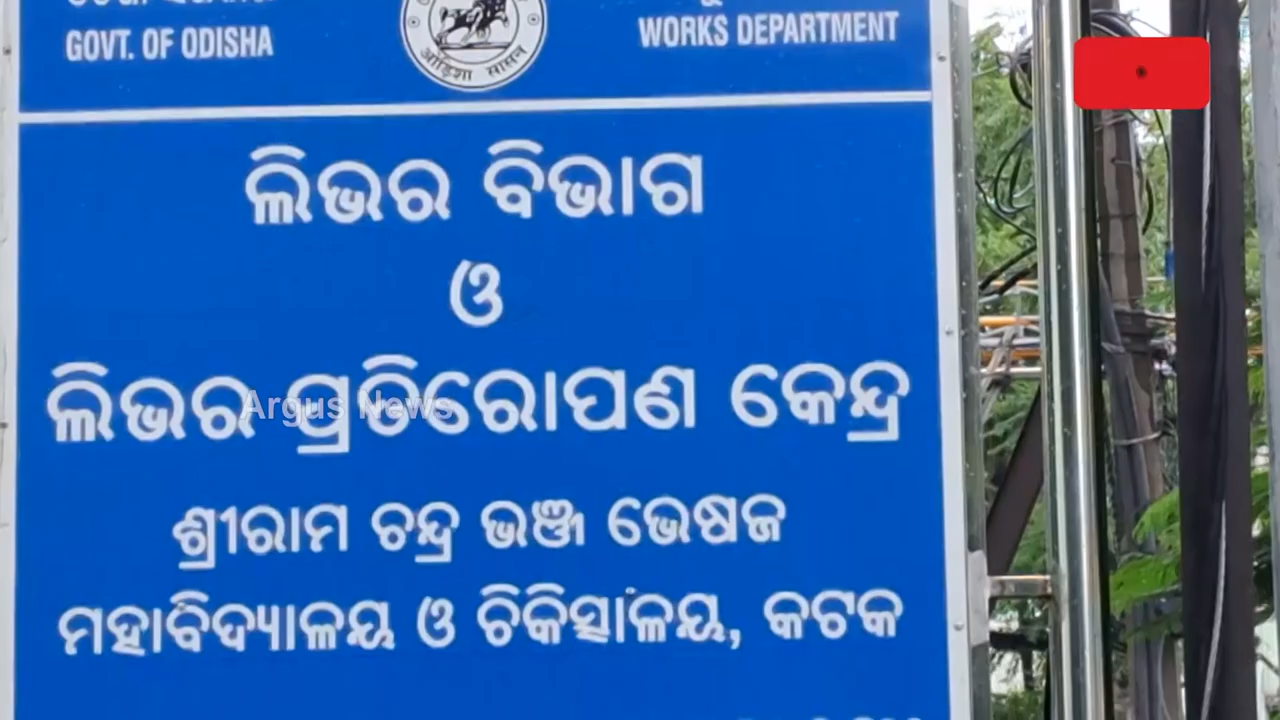 GOVT. OF ODISHA
WORKS DEPARTMENT
ଲିଭର ବିଭାଗ
ଓ
ଲିଭର ପ୍ରତିରୋପଣ କେନ୍ଦ୍ର
Argus News
ଶ୍ରୀରାମ ଚନ୍ଦ୍ର ଭଞ୍ଜ ଭେଷଜ
ମହାବିଦ୍ୟାଳୟ ଓ ଚିକିତ୍ସାଳୟ, କଟକ